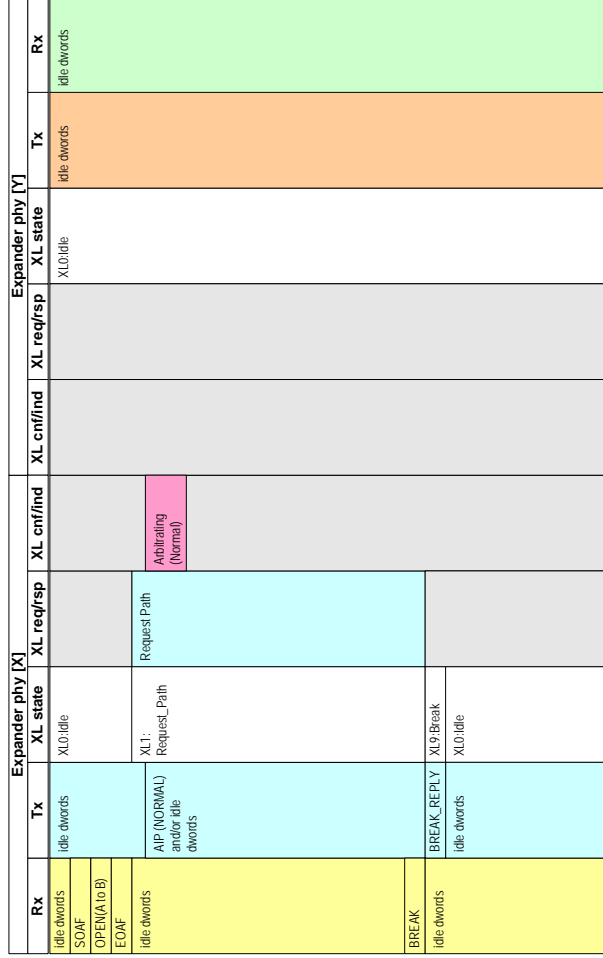 Expander phy [X]
Expander phy [Y]
Rx
Tx
XL state
XL req/rsp
XL cnf/ind
XL cnf/ind
XL req/rsp
XL state
Tx
Rx
idle dwords
SOAF
OPEN(A to B)
EOAF
idle dwords
BREAK
idle dwords
idle dwords
AIP (NORMAL)
and/or idle
dwords
BREAK_REPLY
idle dwords
XL0:Idle
XL1:
Request_Path
XL9:Break
XL0:Idle
Request Path
Arbitrating
(Normal)
XL0:Idle
idle dwords
idle dwords